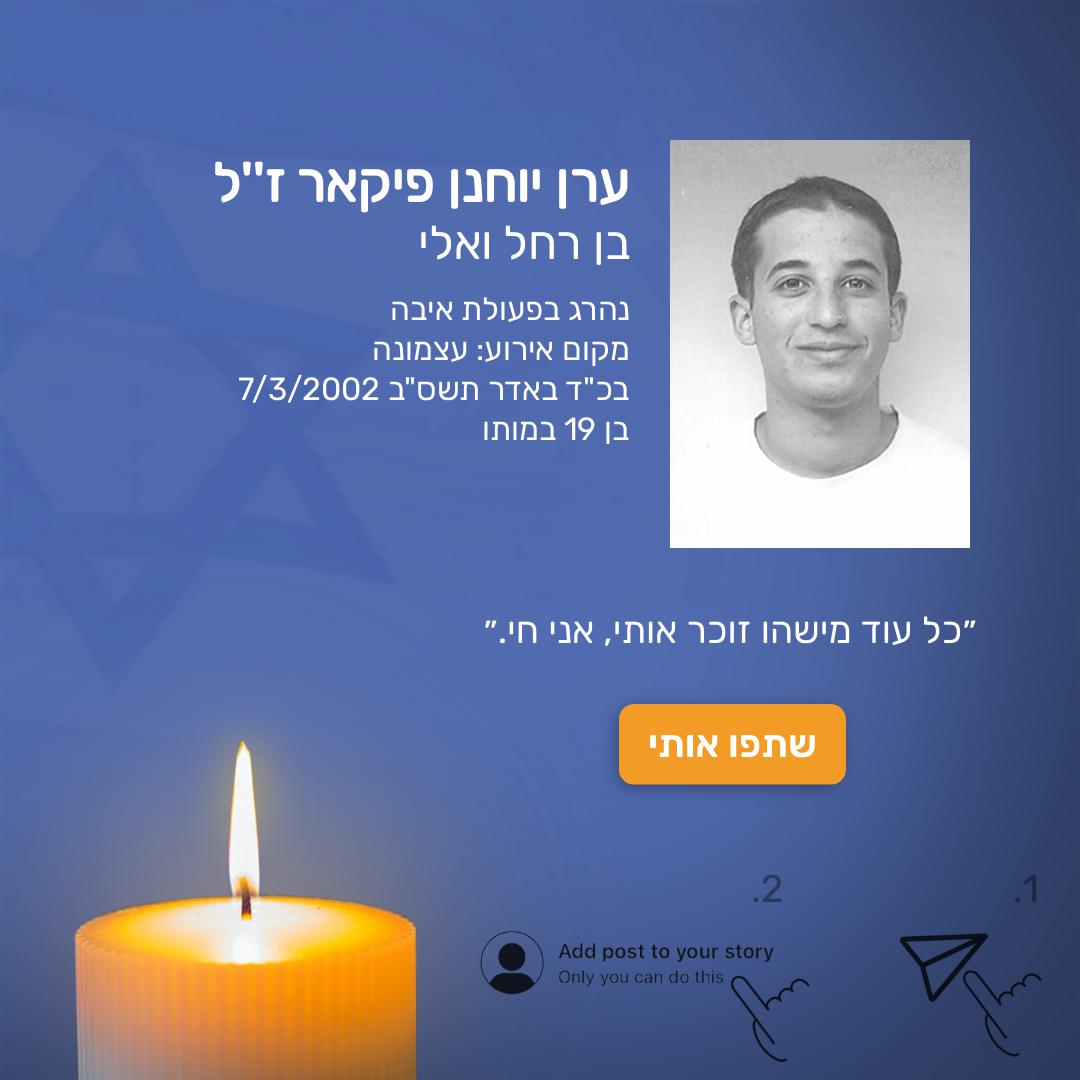 ערן יוחנן פיקאר ז"ל
בן רחל ואלי
נהרג בפעולת איבה
מקום אירוע: עצמונה
בכ"ד באדר תשס"ב 7/3/2002
בן 19 במותו
״כל עוד מישהו זוכר אותי, אני חי.״
שתפו אותי
1.
2.
Add post to your story
Only you can do this